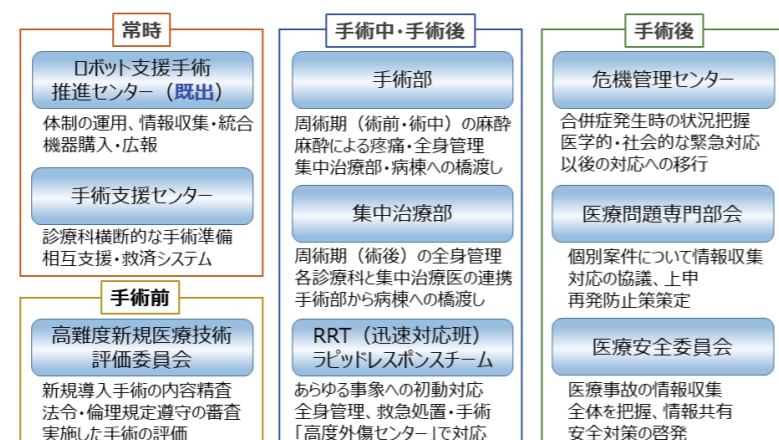 常時
ロボット支援手術
推進センター（既出）
体制の運用、情報収集・統合
機器購入・広報
手術支援センター
診療科横断的な手術準備
相互支援・救済システム
手術前
高難度新規医療技術
評価委員会
新規導入手術の内容精査
法令・倫理規定遵守の審査
実施した手術の評価
手術中・手術後
手術部
周術期（術前・術中）の麻酔
麻酔による疼痛・全身管理
集中治療部・病棟への橋渡し
集中治療部
周術期（術後）の全身管理
各診療科と集中治療医の連携
手術部から病棟への橋渡し
RRT（迅速対応班）
ラピッドレスポンスチーム
あらゆる事象への初動対応
全身管理、救急処置・手術
「高度外傷センター」で対応
手術後
危機管理センター
合併症発生時の状況把握
医学的・社会的な緊急対応
以後の対応への移行
医療問題専門部会
個別案件について情報収集
対応の協議、上申
再発防止策策定
医療安全委員会
医療事故の情報収集
全体を把握、情報共有
安全対策の啓発